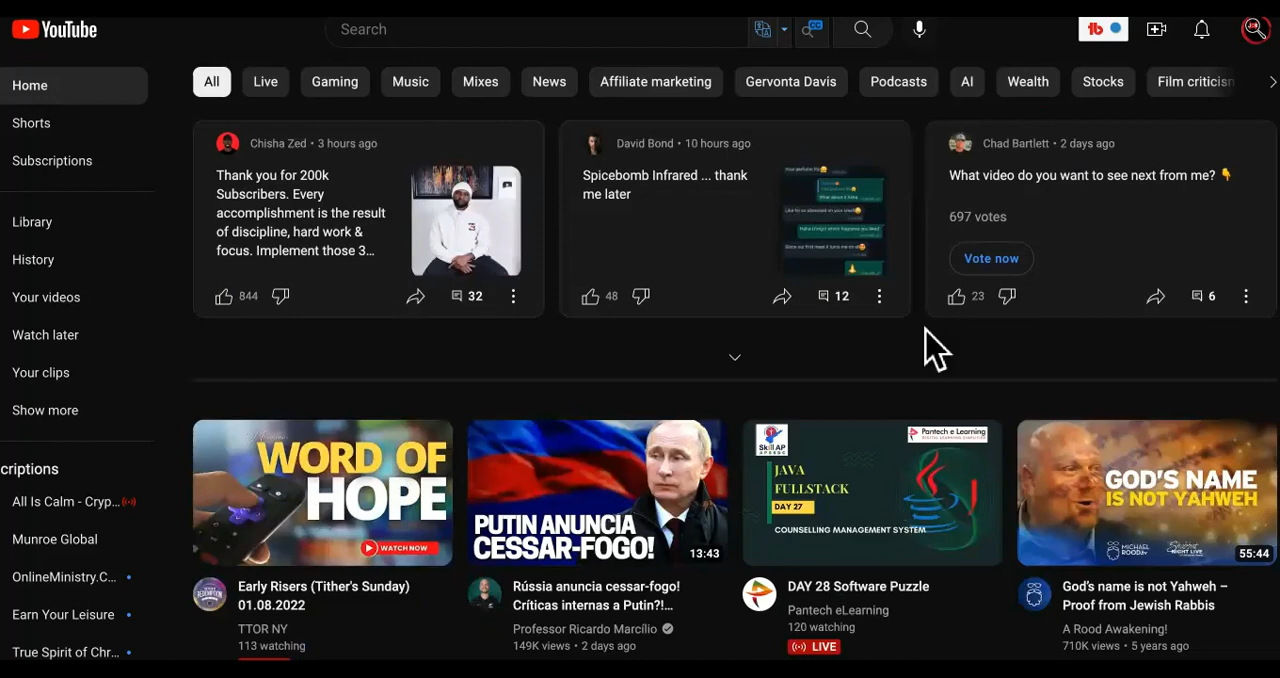 YouTube
Search
CC
tb
Home
Shorts
Subscriptions
Library
History
Your videos
Watch later
Your clips
Show more
criptions
All Is Calm - Cryp...
Munroe Global
OnlineMinistry.C...
Earn Your Leisure
True Spirit of Chr...
All
Live
Gaming
Music
Mixes
News
Affiliate marketing
Gervonta Davis
Podcasts
AI
Wealth
Stocks
Film criticism
Chisha Zed • 3 hours ago
Thank you for 200k
Subscribers. Every
accomplishment is the result
of discipline, hard work &
focus. Implement those 3...
844
32
David Bond • 10 hours ago
Spicebomb Infrared ... thank
me later
48
12
Chad Bartlett • 2 days ago
What video do you want to see next from me? 👇
697 votes
Vote now
23
6
WORD OF
HOPE
WATCH NOW
Early Risers (Tither's Sunday)
01.08.2022
TTOR NY
113 watching
PUTIN ANUNCIA
CESSAR-FOGO!
13:43
Rússia anuncia cessar-fogo!
Críticas internas a Putin?!...
Professor Ricardo Marcílio
149K views • 2 days ago
Skill AP
Pantech e Learning
JAVA
FULLSTACK
DAY 27
COUNSELLING MANAGEMENT SYSTEM
DAY 28 Software Puzzle
Pantech eLearning
120 watching
LIVE
GOD'S NAME
IS NOT YAHWEH
MICHAEL
55:44
God's name is not Yahweh –
Proof from Jewish Rabbis
A Rood Awakening!
710K views • 5 years ago